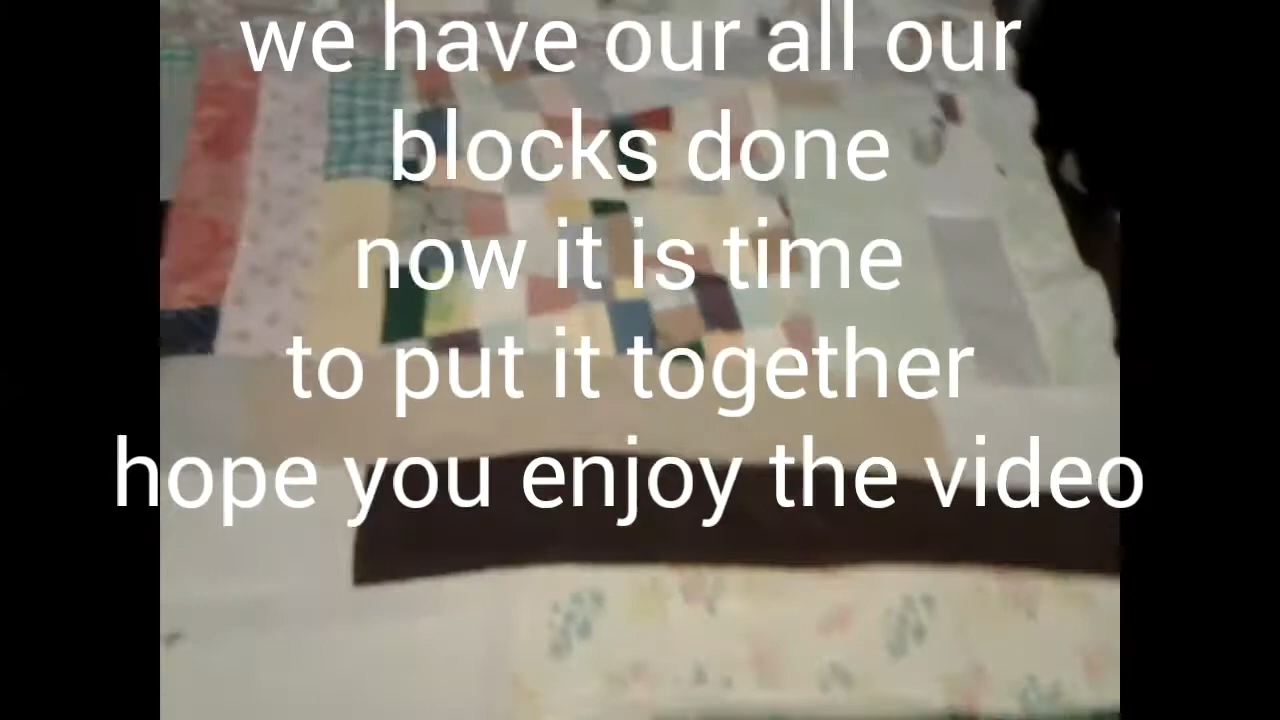 we have our all our
blocks done
now it is time
to put it together
hope you enjoy the video